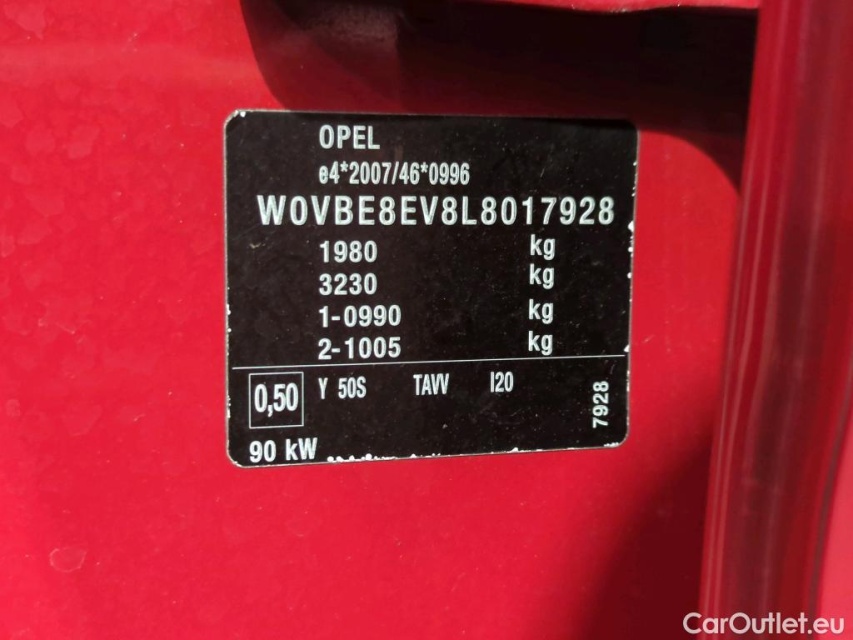 OPEL
e4*2007/46*0996
W0VBE8EV8L8017928
1980 kg
3230 kg
1-0990 kg
2-1005 kg
0,50 Y 50S TAVV I20
7928
90 kW
CarOutlet.eu